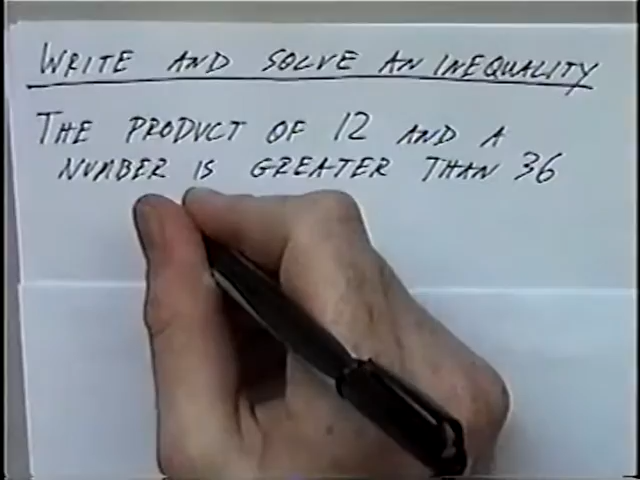 WRITE AND SOLVE AN INEQUALITY
THE PRODUCT OF 12 AND A
NUMBER IS GREATER THAN 36